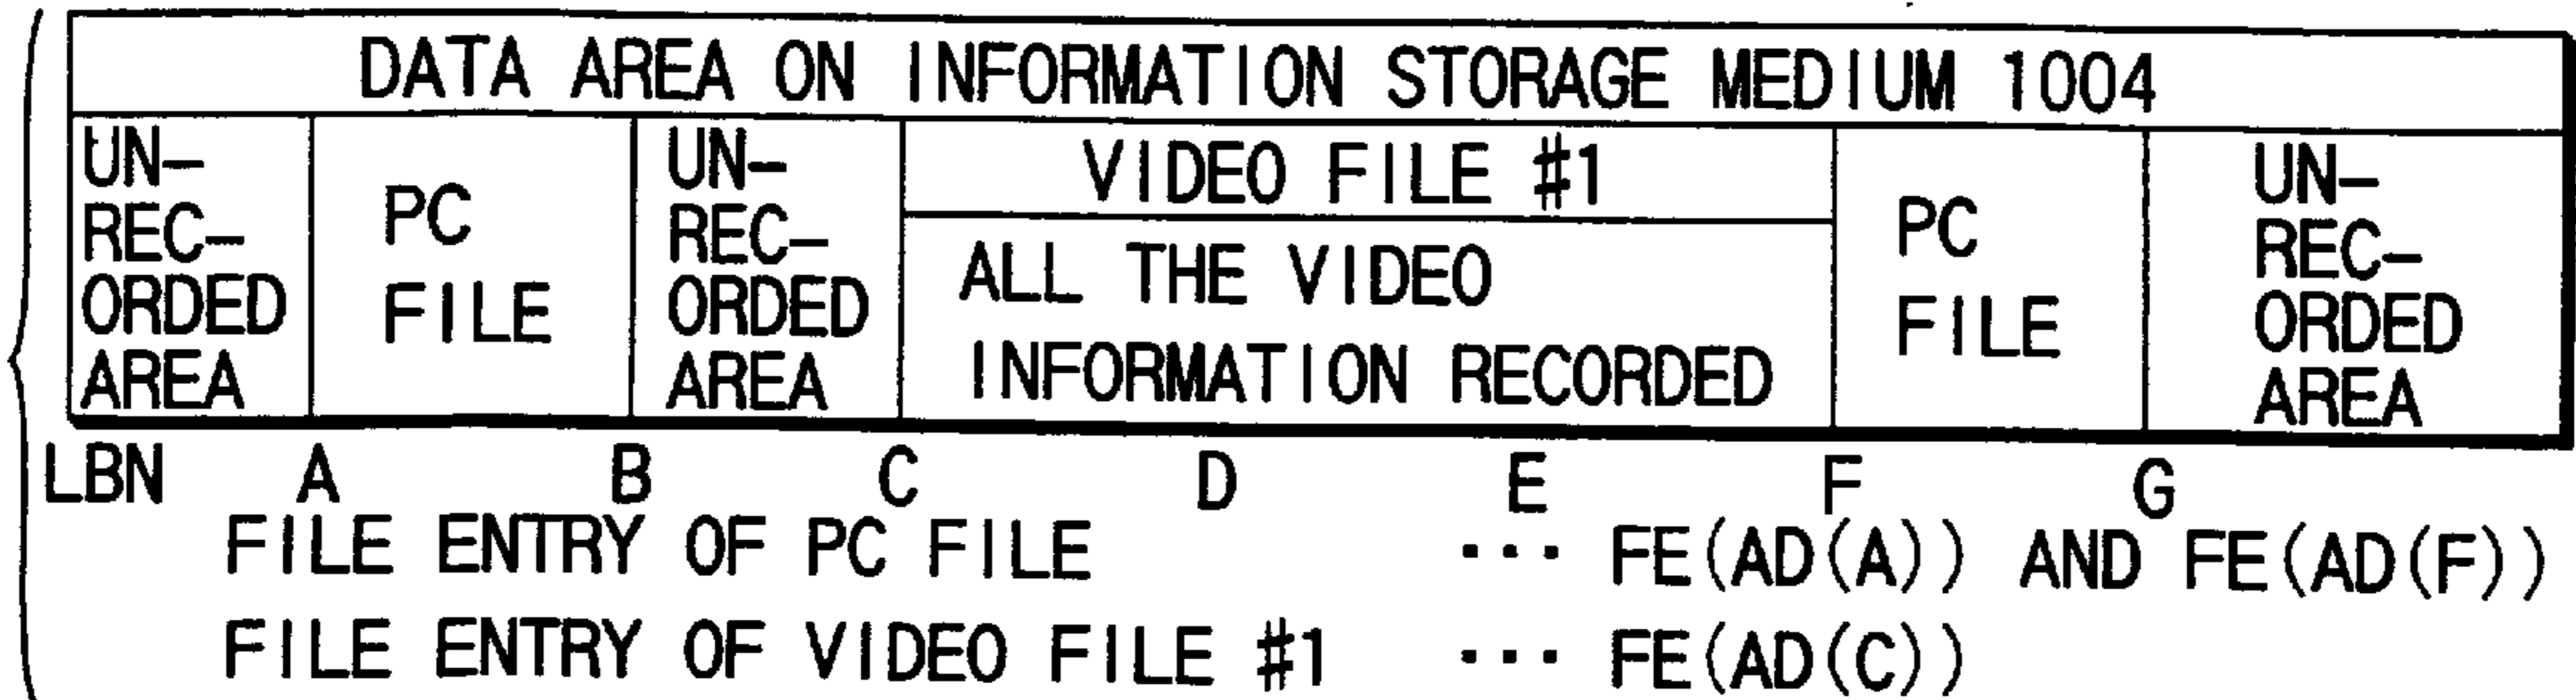 DATA AREA ON INFORMATION STORAGE MEDIUM 1004
UN-
REC-
ORDED
AREA
PC
FILE
UN-
REC-
ORDED
AREA
VIDEO FILE #1
ALL THE VIDEO
INFORMATION RECORDED
PC
FILE
UN-
REC-
ORDED
AREA
LBN A B C D E F G
FILE ENTRY OF PC FILE ··· FE(AD(A)) AND FE(AD(F))
FILE ENTRY OF VIDEO FILE #1 ··· FE(AD(C))